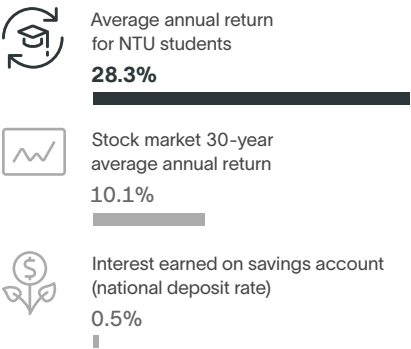 Average annual return
for NTU students
28.3%
Stock market 30-year
average annual return
10.1%
Interest earned on savings account
(national deposit rate)
0.5%